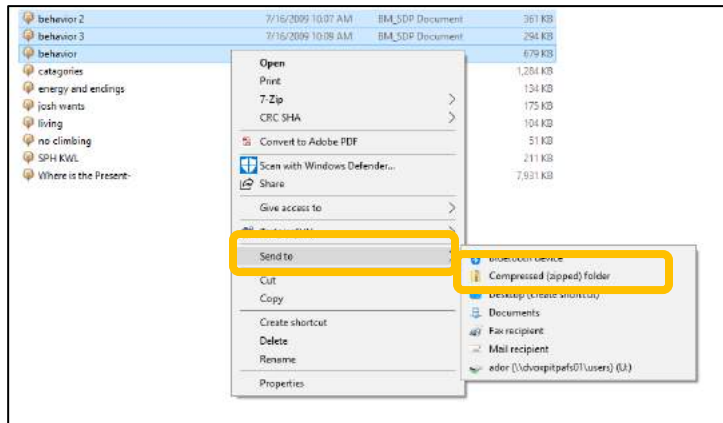 behavior 2 7/16/2009 10:07 AM BM_SDP Document 361 KB
behavior 3 7/16/2009 10:09 AM BM_SDP Document 294 KB
behavior 679 KB
catagories 1,284 KB
energy and endings 134 KB
josh wants 175 KB
living 104 KB
no climbing 51 KB
SPH KWL 211 KB
Where is the Present- 7,931 KB
Open
Print
7-Zip
CRC SHA
Convert to Adobe PDF
Scan with Windows Defender...
Share
Give access to
Send to
Cut
Copy
Create shortcut
Delete
Rename
Properties
Bluetooth device
Compressed (zipped) folder
Desktop (create shortcut)
Documents
Fax recipient
Mail recipient
ador (\\dvoxpitpafs01\users) (U:)